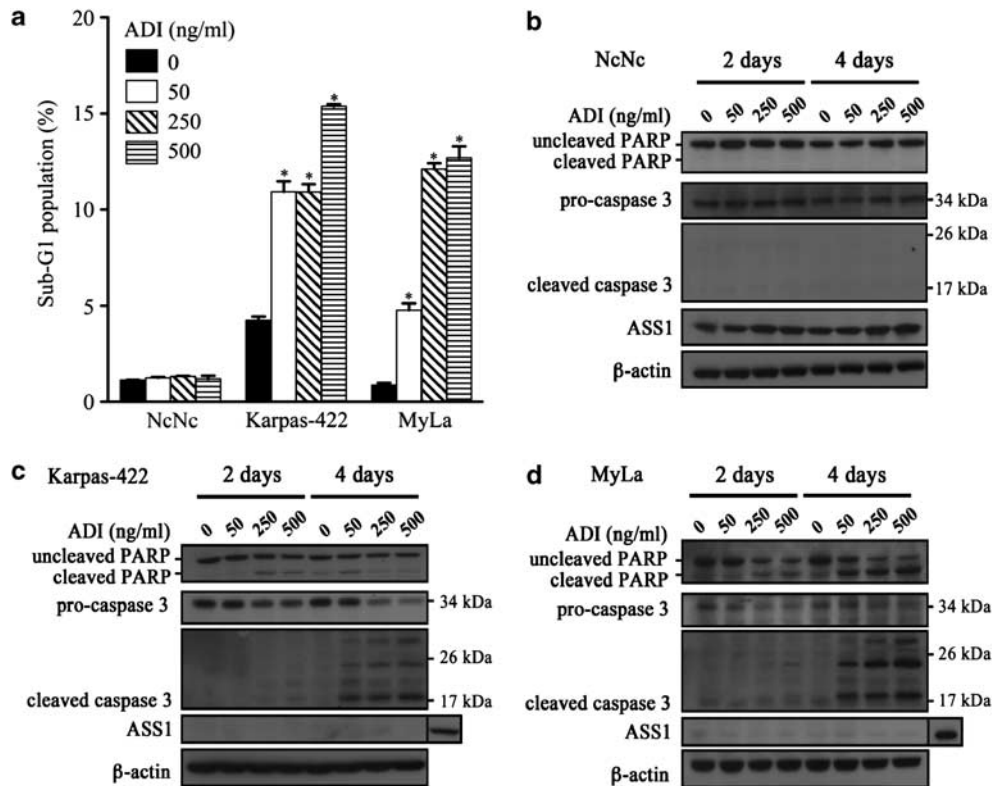 a
ADI (ng/ml)
0
50
250
500
Sub-G1 population (%)
20
15
10
5
0
* * * * * *
NcNc Karpas-422 MyLa
b
NcNc 2 days 4 days
ADI (ng/ml) 0 50 250 500 0 50 250 500
uncleaved PARP
cleaved PARP
pro-caspase 3 34 kDa
26 kDa
cleaved caspase 3 17 kDa
ASS1
β-actin
c
Karpas-422 2 days 4 days
ADI (ng/ml) 0 50 250 500 0 50 250 500
uncleaved PARP
cleaved PARP
pro-caspase 3 34 kDa
26 kDa
cleaved caspase 3 17 kDa
ASS1
β-actin
d
MyLa 2 days 4 days
ADI (ng/ml) 0 50 250 500 0 50 250 500
uncleaved PARP
cleaved PARP
pro-caspase 3 34 kDa
26 kDa
cleaved caspase 3 17 kDa
ASS1
β-actin